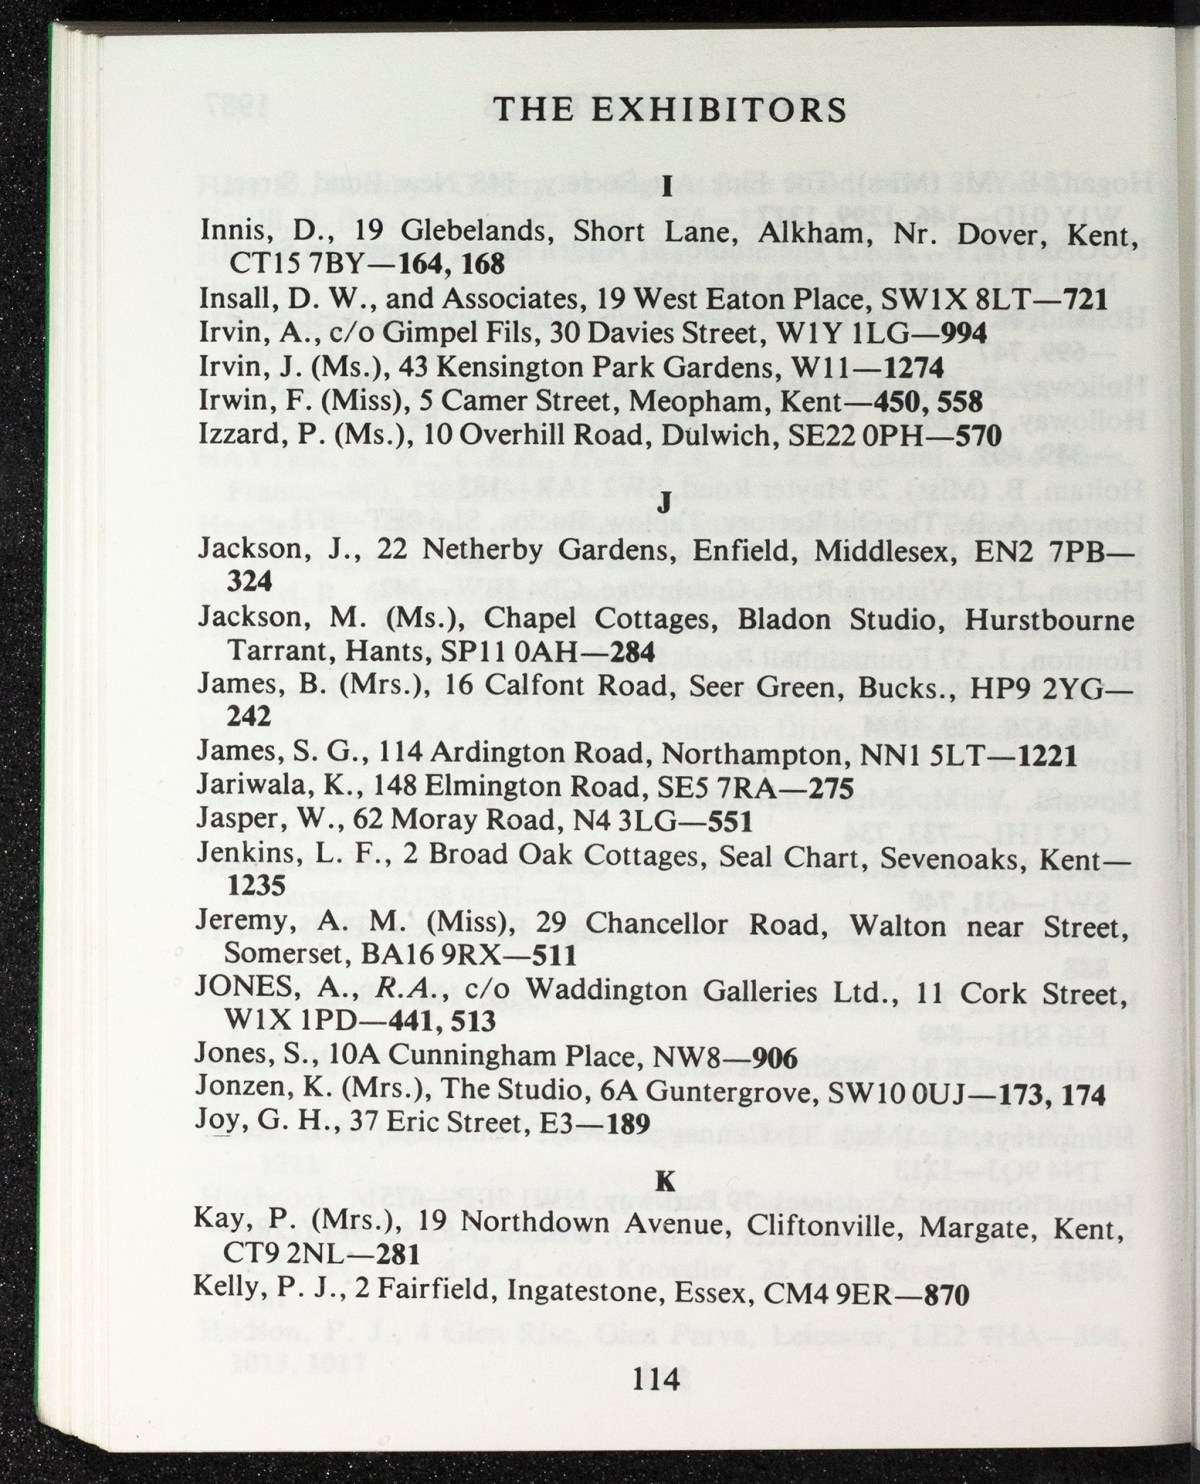 THE EXHIBITORS
I
Innis, D., 19 Glebelands, Short Lane, Alkham, Nr. Dover, Kent,
CT15 7BY—164, 168
Insall, D. W., and Associates, 19 West Eaton Place, SW1X 8LT—721
Irvin, A., c/o Gimpel Fils, 30 Davies Street, W1Y 1LG—994
Irvin, J. (Ms.), 43 Kensington Park Gardens, W11—1274
Irwin, F. (Miss), 5 Camer Street, Meopham, Kent—450, 558
Izzard, P. (Ms.), 10 Overhill Road, Dulwich, SE22 0PH—570
J
Jackson, J., 22 Netherby Gardens, Enfield, Middlesex, EN2 7PB—
324
Jackson, M. (Ms.), Chapel Cottages, Bladon Studio, Hurstbourne
Tarrant, Hants, SP11 0AH—284
James, B. (Mrs.), 16 Calfont Road, Seer Green, Bucks., HP9 2YG—
242
James, S. G., 114 Ardington Road, Northampton, NN1 5LT—1221
Jariwala, K., 148 Elmington Road, SE5 7RA—275
Jasper, W., 62 Moray Road, N4 3LG—551
Jenkins, L. F., 2 Broad Oak Cottages, Seal Chart, Sevenoaks, Kent—
1235
Jeremy, A. M. (Miss), 29 Chancellor Road, Walton near Street,
Somerset, BA16 9RX—511
JONES, A., R.A., c/o Waddington Galleries Ltd., 11 Cork Street,
W1X 1PD—441, 513
Jones, S., 10A Cunningham Place, NW8—906
Jonzen, K. (Mrs.), The Studio, 6A Guntergrove, SW10 0UJ—173, 174
Joy, G. H., 37 Eric Street, E3—189
K
Kay, P. (Mrs.), 19 Northdown Avenue, Cliftonville, Margate, Kent,
CT9 2NL—281
Kelly, P. J., 2 Fairfield, Ingatestone, Essex, CM4 9ER—870
114